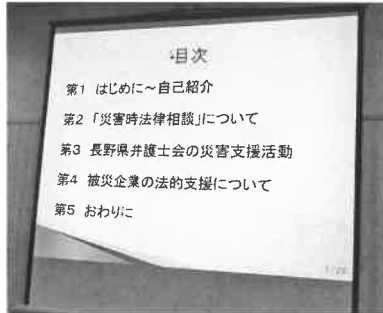 目次
第1 はじめに～自己紹介
第2 「災害時法律相談」について
第3 長野県弁護士会の災害支援活動
第4 被災企業の法的支援について
第5 おわりに